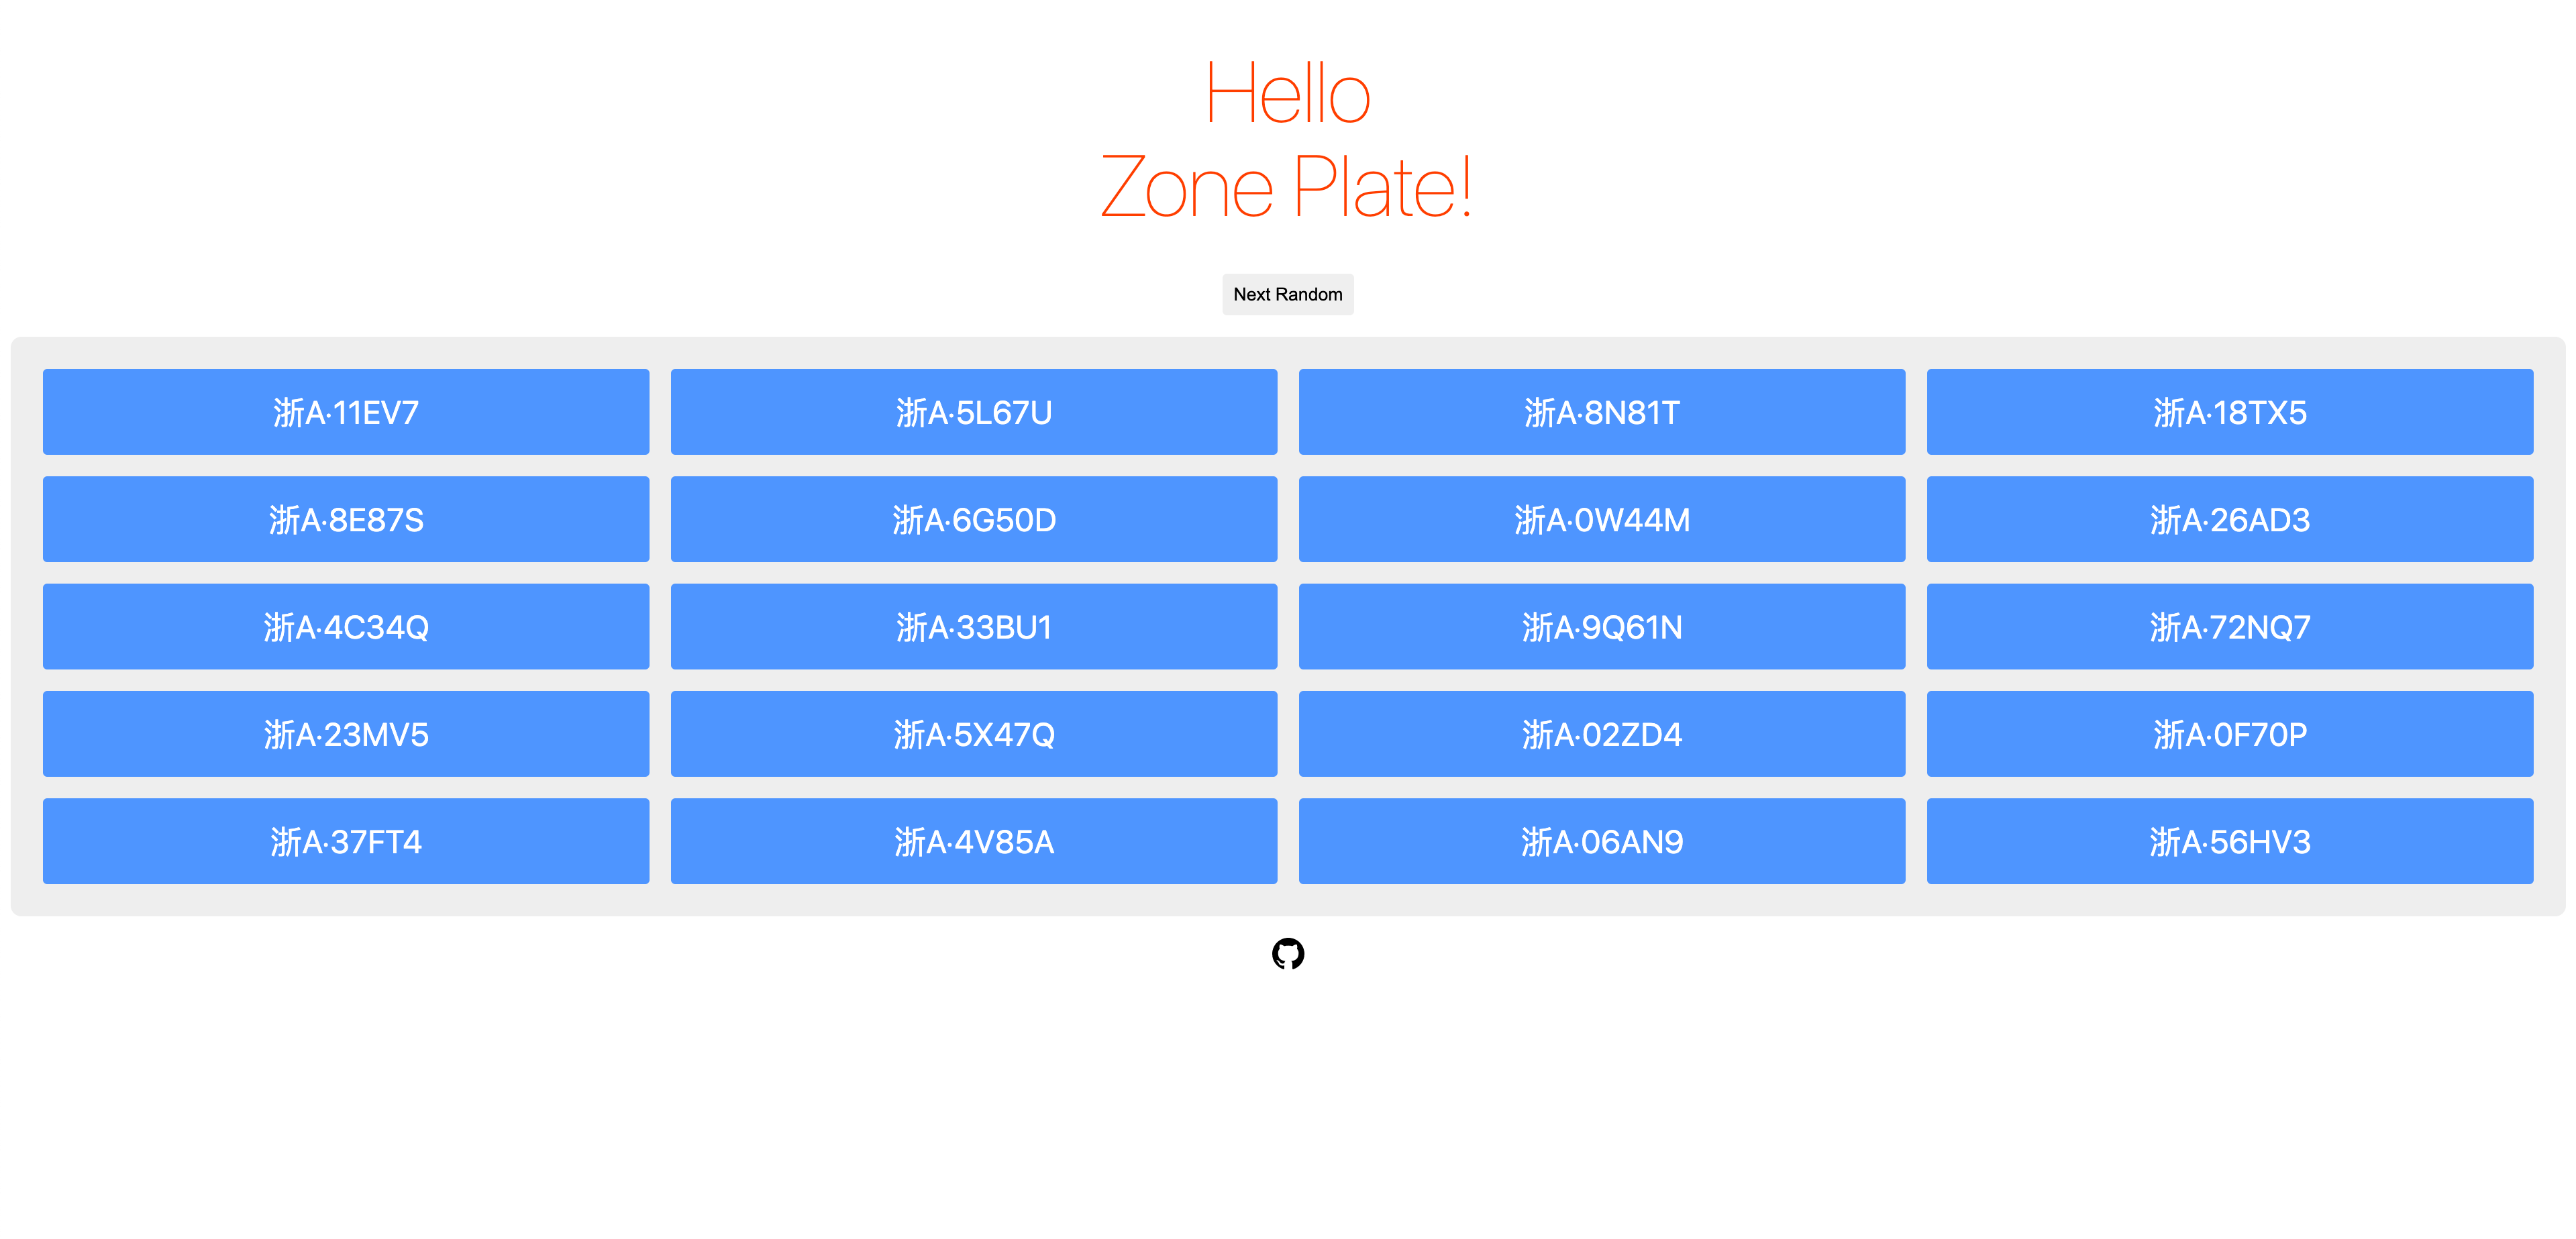 Hello
Zone Plate!
Next Random
浙A·11EV7 浙A·5L67U 浙A·8N81T 浙A·18TX5
浙A·8E87S 浙A·6G50D 浙A·0W44M 浙A·26AD3
浙A·4C34Q 浙A·33BU1 浙A·9Q61N 浙A·72NQ7
浙A·23MV5 浙A·5X47Q 浙A·02ZD4 浙A·0F70P
浙A·37FT4 浙A·4V85A 浙A·06AN9 浙A·56HV3